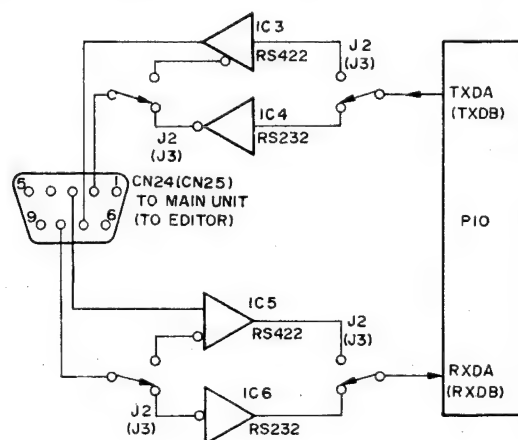 IC3
RS422
J2
(J3)
TXDA
(TXDB)
IC4
RS232
J2
(J3)
5
1
9
6
CN24(CN25)
TO MAIN UNIT
(TO EDITOR)
PIO
IC5
RS422
J2
(J3)
RXDA
(RXDB)
IC6
RS232
J2
(J3)